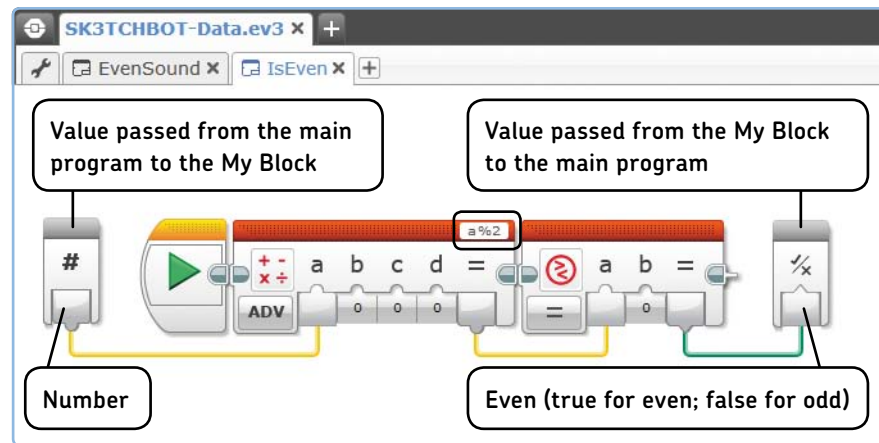 SK3TCHBOT-Data.ev3 × +
EvenSound × IsEven × +
Value passed from the main
program to the My Block
Value passed from the My Block
to the main program
a%2
#
+ -
× ÷
a b c d =
a b =
✓/×
ADV
0 0 0
=
0
Number
Even (true for even; false for odd)